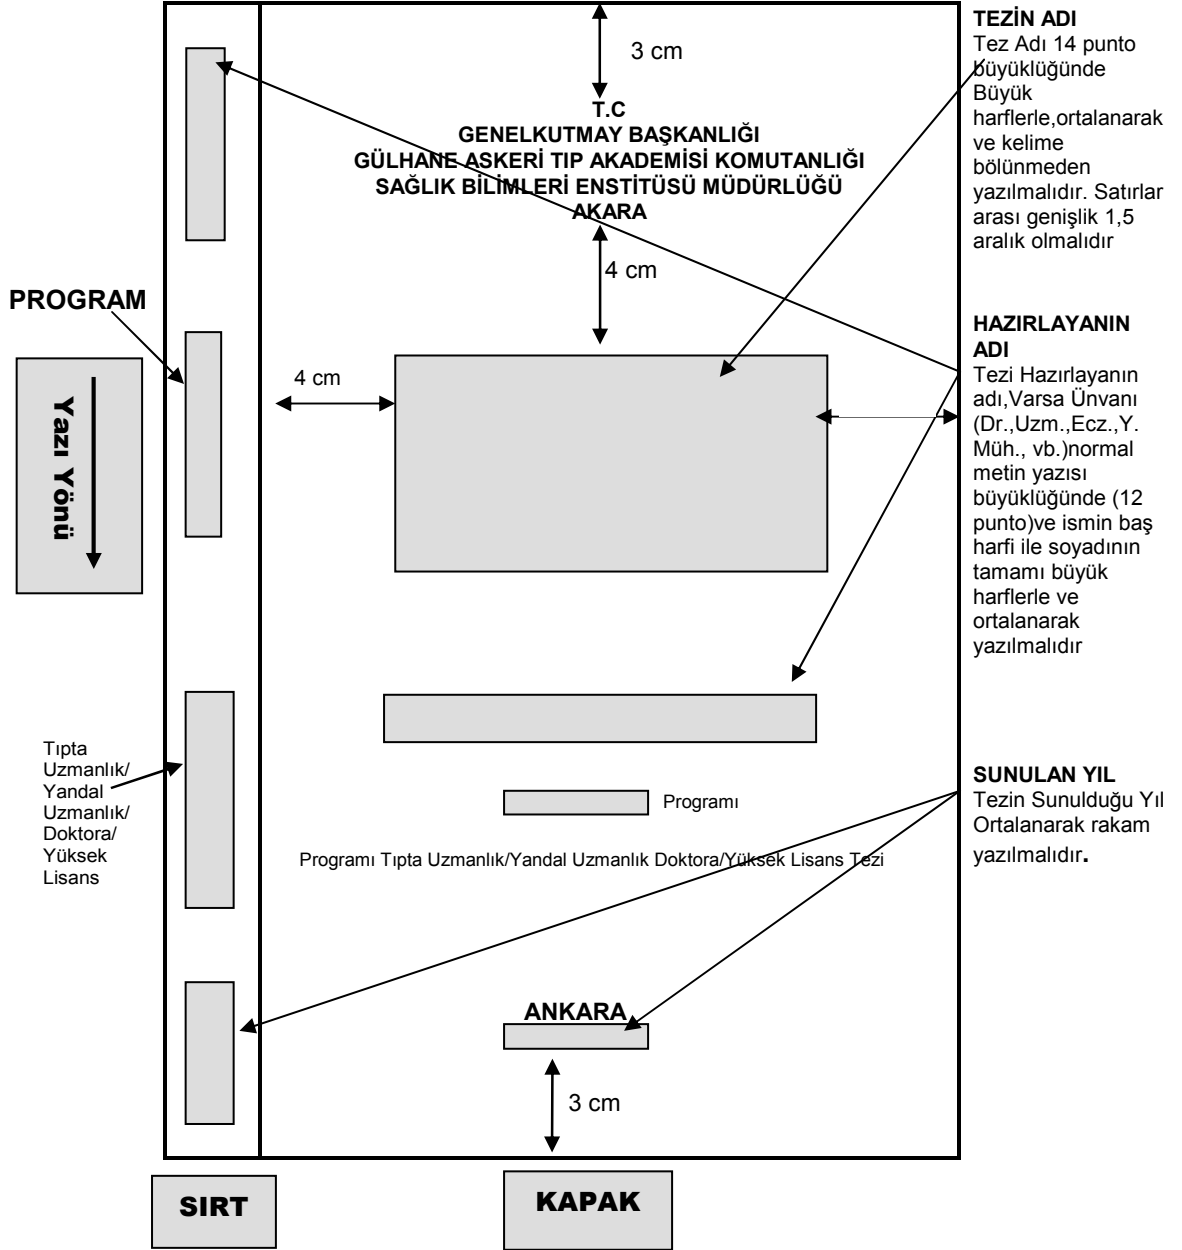 3 cm
T.C
GENELKUTMAY BAŞKANLIĞI
GÜLHANE ASKERİ TIP AKADEMİSİ KOMUTANLIĞI
SAĞLIK BİLİMLERİ ENSTİTÜSÜ MÜDÜRLÜĞÜ
AKARA
4 cm
PROGRAM
Yazı Yönü
4 cm
Tıpta
Uzmanlık/
Yandal
Uzmanlık/
Doktora/
Yüksek
Lisans
Programı
Programı Tıpta Uzmanlık/Yandal Uzmanlık Doktora/Yüksek Lisans Tezi
ANKARA
3 cm
SIRT
KAPAK
TEZİN ADI
Tez Adı 14 punto
büyüklüğünde
Büyük
harflerle,ortalanarak
ve kelime
bölünmeden
yazılmalıdır. Satırlar
arası genişlik 1,5
aralık olmalıdır
HAZIRLAYANIN
ADI
Tezi Hazırlayanın
adı,Varsa Ünvanı
(Dr.,Uzm.,Ecz.,Y.
Müh., vb.)normal
metin yazısı
büyüklüğünde (12
punto)ve ismin baş
harfi ile soyadının
tamamı büyük
harflerle ve
ortalanarak
yazılmalıdır
SUNULAN YIL
Tezin Sunulduğu Yıl
Ortalanarak rakam
yazılmalıdır.